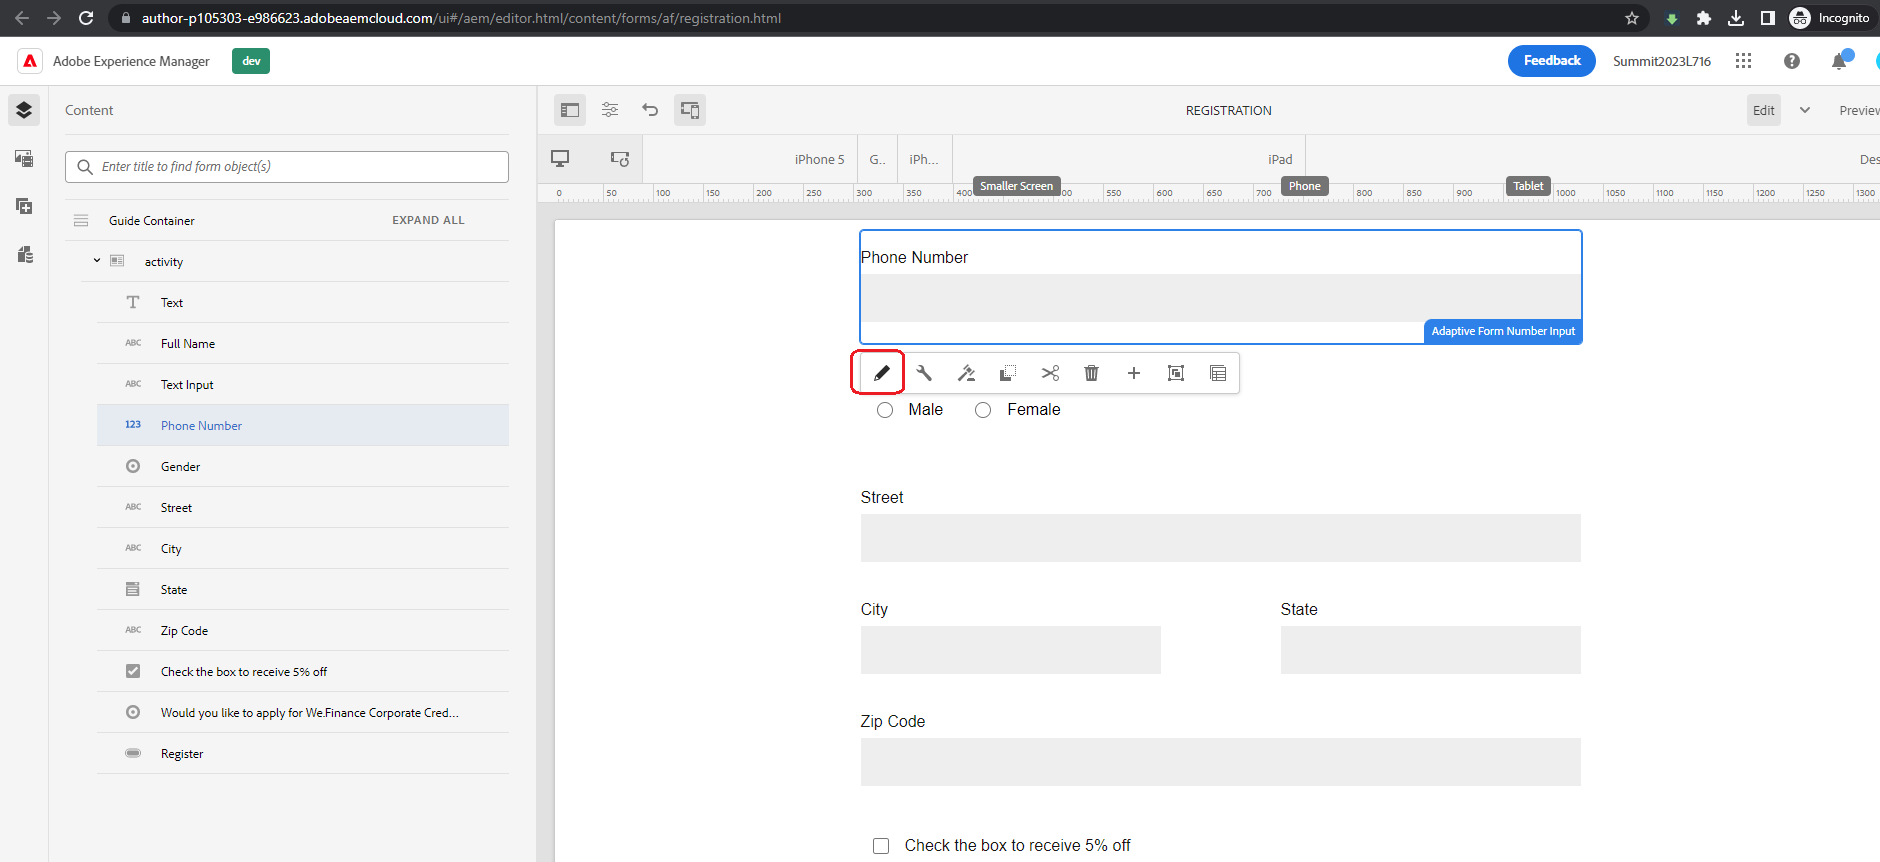 author-p105303-e986623.adobeaemcloud.com/ui#/aem/editor.html/content/forms/af/registration.html
Incognito
Adobe Experience Manager
dev
Feedback
Summit2023L716
Content
REGISTRATION
Edit
Preview
Enter title to find form object(s)
iPhone 5
G..
iPh...
iPad
Des
Smaller Screen
Phone
Tablet
0 50 100 150 200 250 300 350 400 00 550 600 650 700 800 850 900 950 1000 1050 1100 1150 1200 1250 1300
Guide Container
EXPAND ALL
activity
Text
ABC Full Name
ABC Text Input
123 Phone Number
Gender
ABC Street
ABC City
State
ABC Zip Code
Check the box to receive 5% off
Would you like to apply for We.Finance Corporate Cred...
Register
Phone Number
Adaptive Form Number Input
Male
Female
Street
City
State
Zip Code
Check the box to receive 5% off